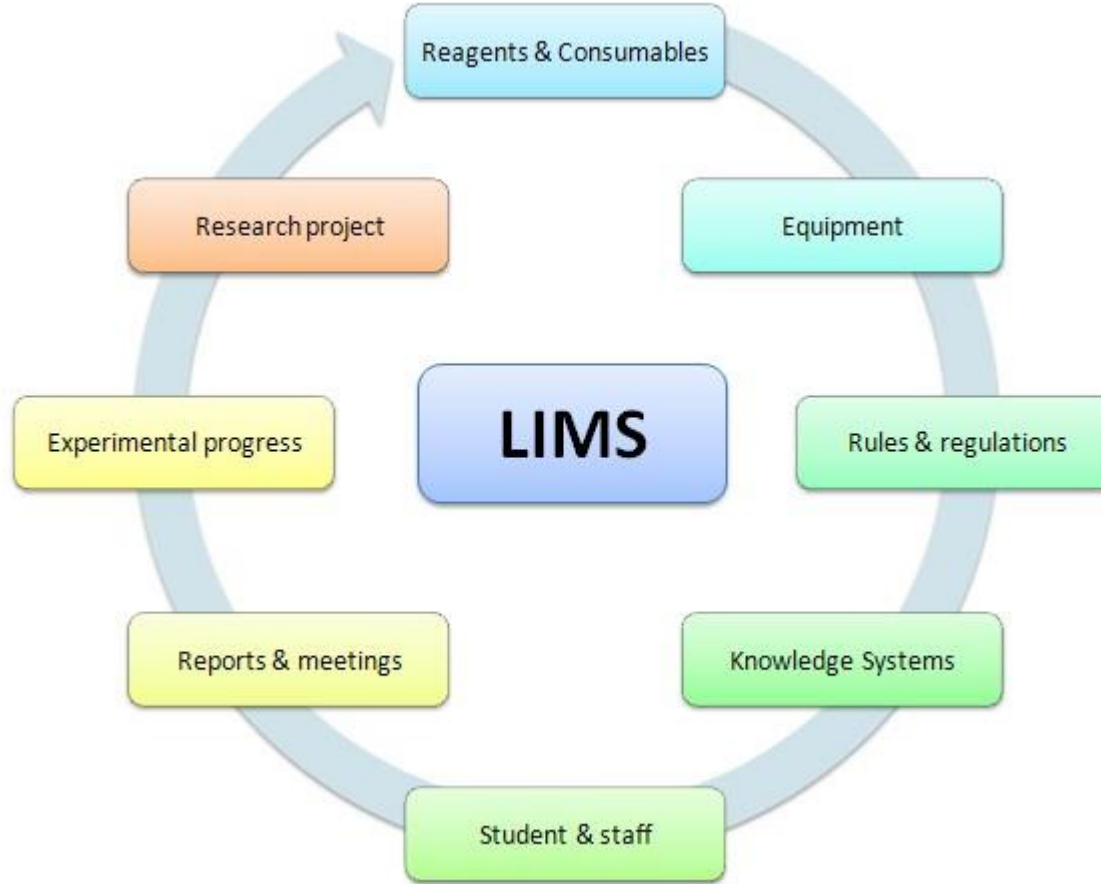 Reagents & Consumables
Equipment
Rules & regulations
Knowledge Systems
Student & staff
Reports & meetings
Experimental progress
Research project
LIMS